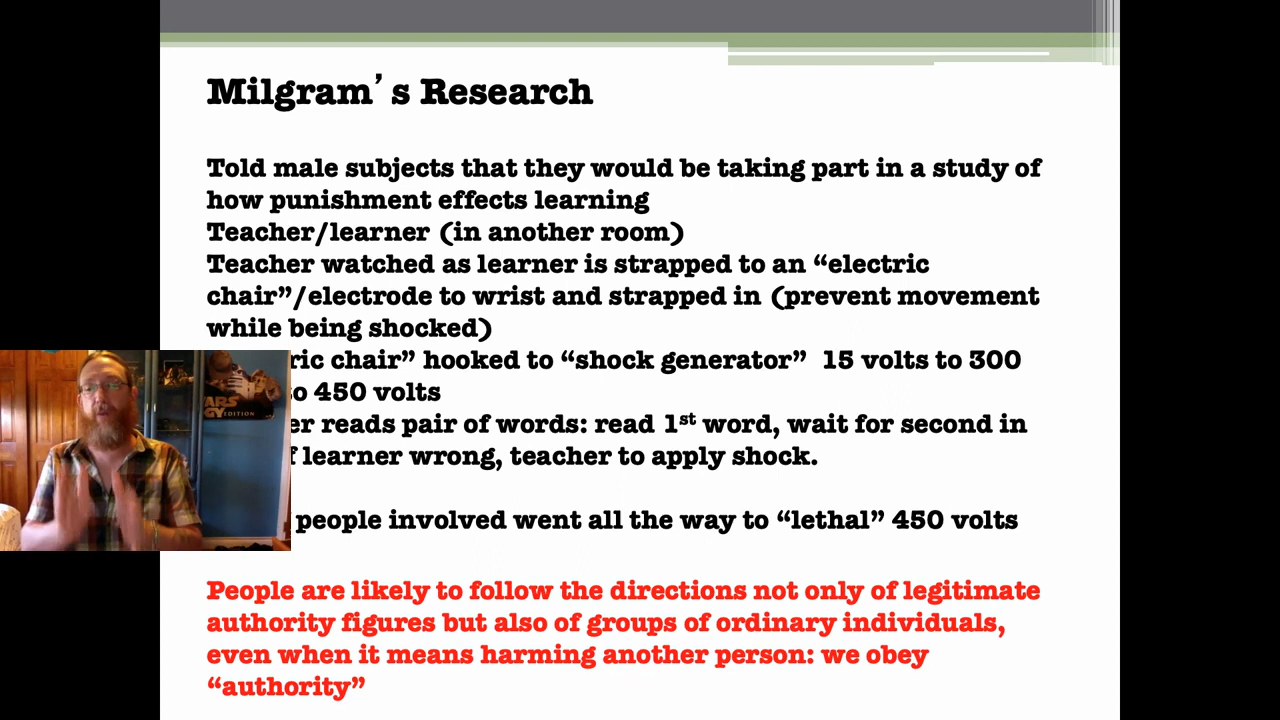 Milgram’s Research
Told male subjects that they would be taking part in a study of
how punishment effects learning
Teacher/learner (in another room)
Teacher watched as learner is strapped to an “electric
chair”/electrode to wrist and strapped in (prevent movement
while being shocked)
chair” hooked to “shock generator” 15 volts to 300
to 450 volts
reads pair of words: read 1st word, wait for second in
learner wrong, teacher to apply shock.
people involved went all the way to “lethal” 450 volts
People are likely to follow the directions not only of legitimate
authority figures but also of groups of ordinary individuals,
even when it means harming another person: we obey
“authority”
EDITION